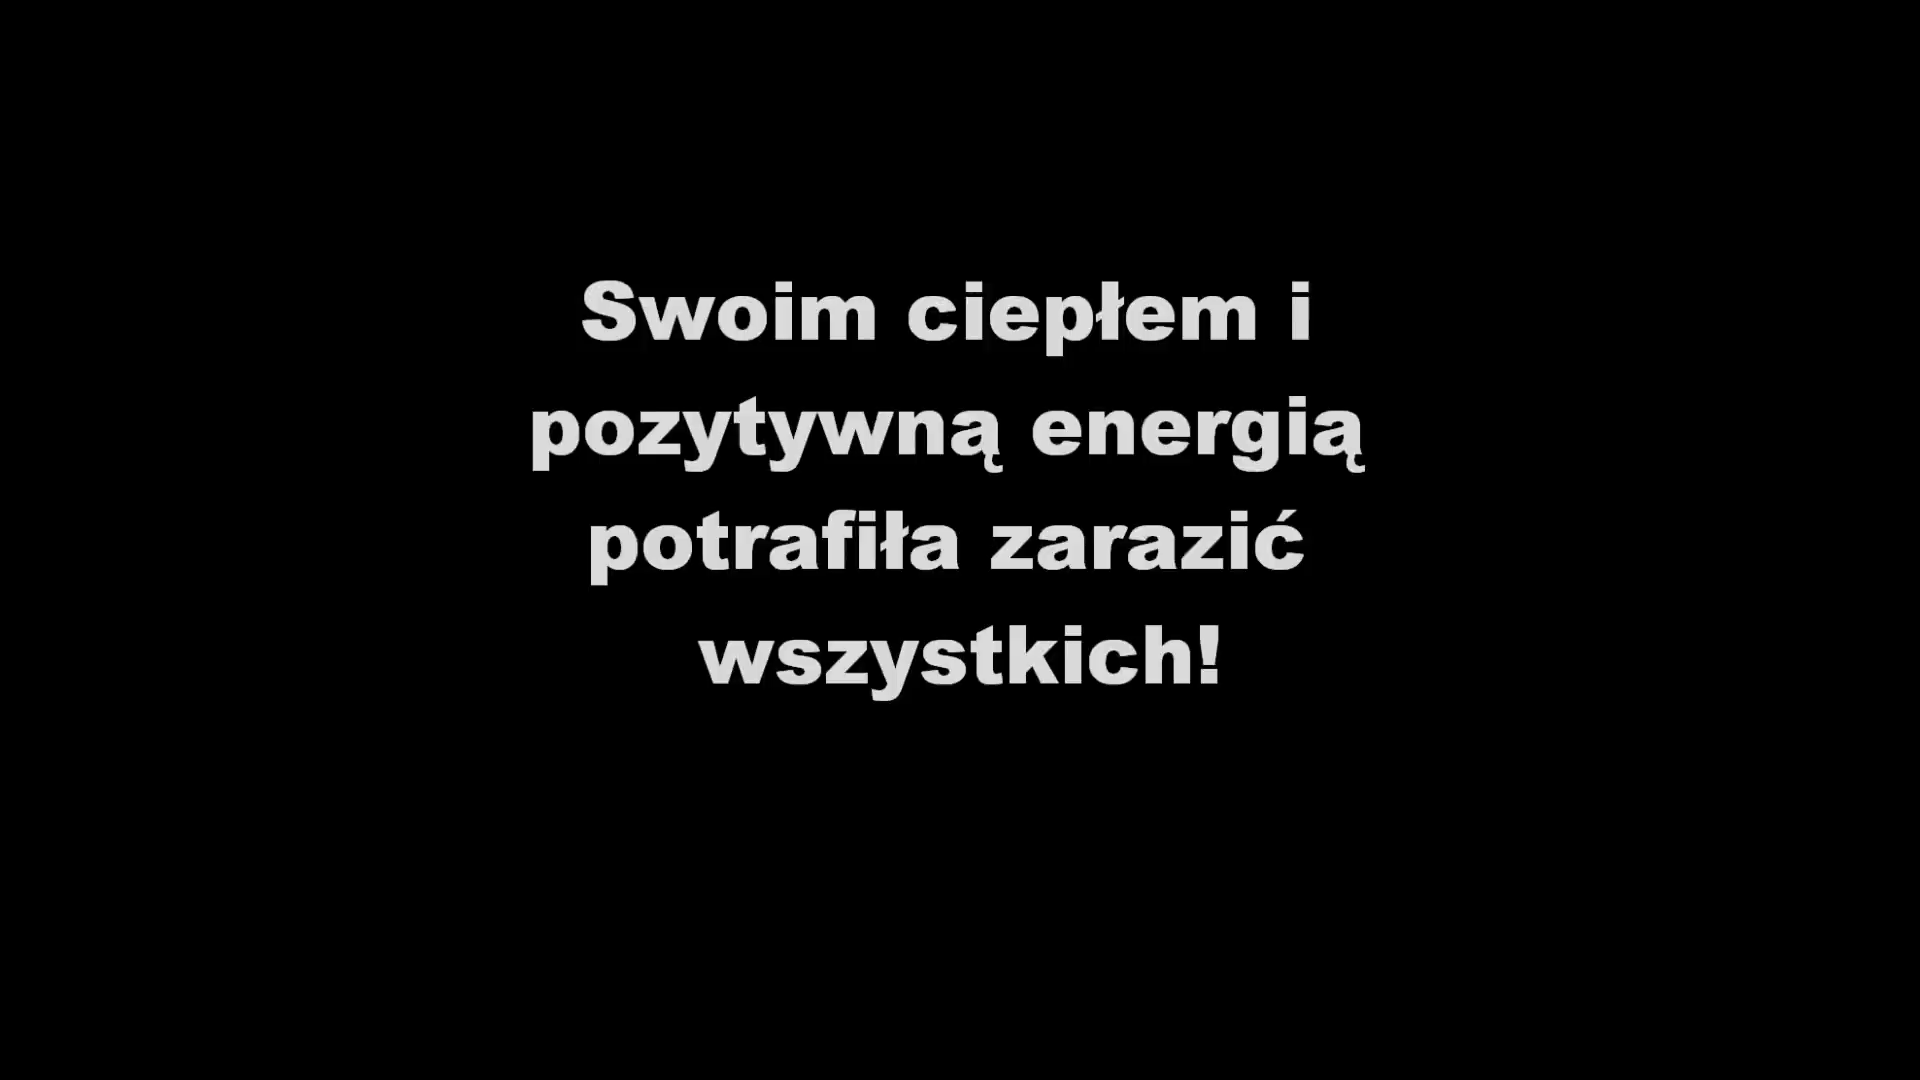 Swoim ciepłem i
pozytywną energią
potrafiła zarazić
wszystkich!